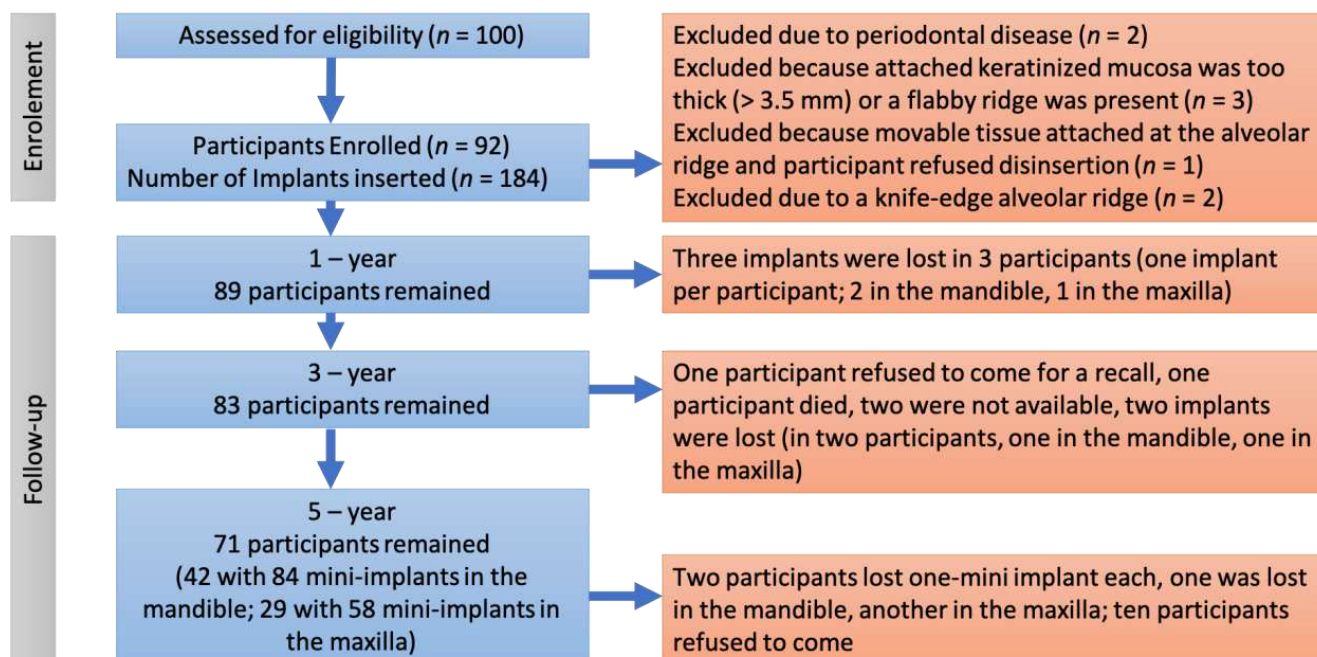 Enrolement
Assessed for eligibility (n = 100)
Excluded due to periodontal disease (n = 2)
Excluded because attached keratinized mucosa was too
thick (> 3.5 mm) or a flabby ridge was present (n = 3)
Excluded because movable tissue attached at the alveolar
ridge and participant refused disinsertion (n = 1)
Excluded due to a knife-edge alveolar ridge (n = 2)
Participants Enrolled (n = 92)
Number of Implants inserted (n = 184)
Follow-up
1 – year
89 participants remained
Three implants were lost in 3 participants (one implant
per participant; 2 in the mandible, 1 in the maxilla)
3 – year
83 participants remained
One participant refused to come for a recall, one
participant died, two were not available, two implants
were lost (in two participants, one in the mandible, one in
the maxilla)
5 – year
71 participants remained
(42 with 84 mini-implants in the
mandible; 29 with 58 mini-implants in
the maxilla)
Two participants lost one-mini implant each, one was lost
in the mandible, another in the maxilla; ten participants
refused to come